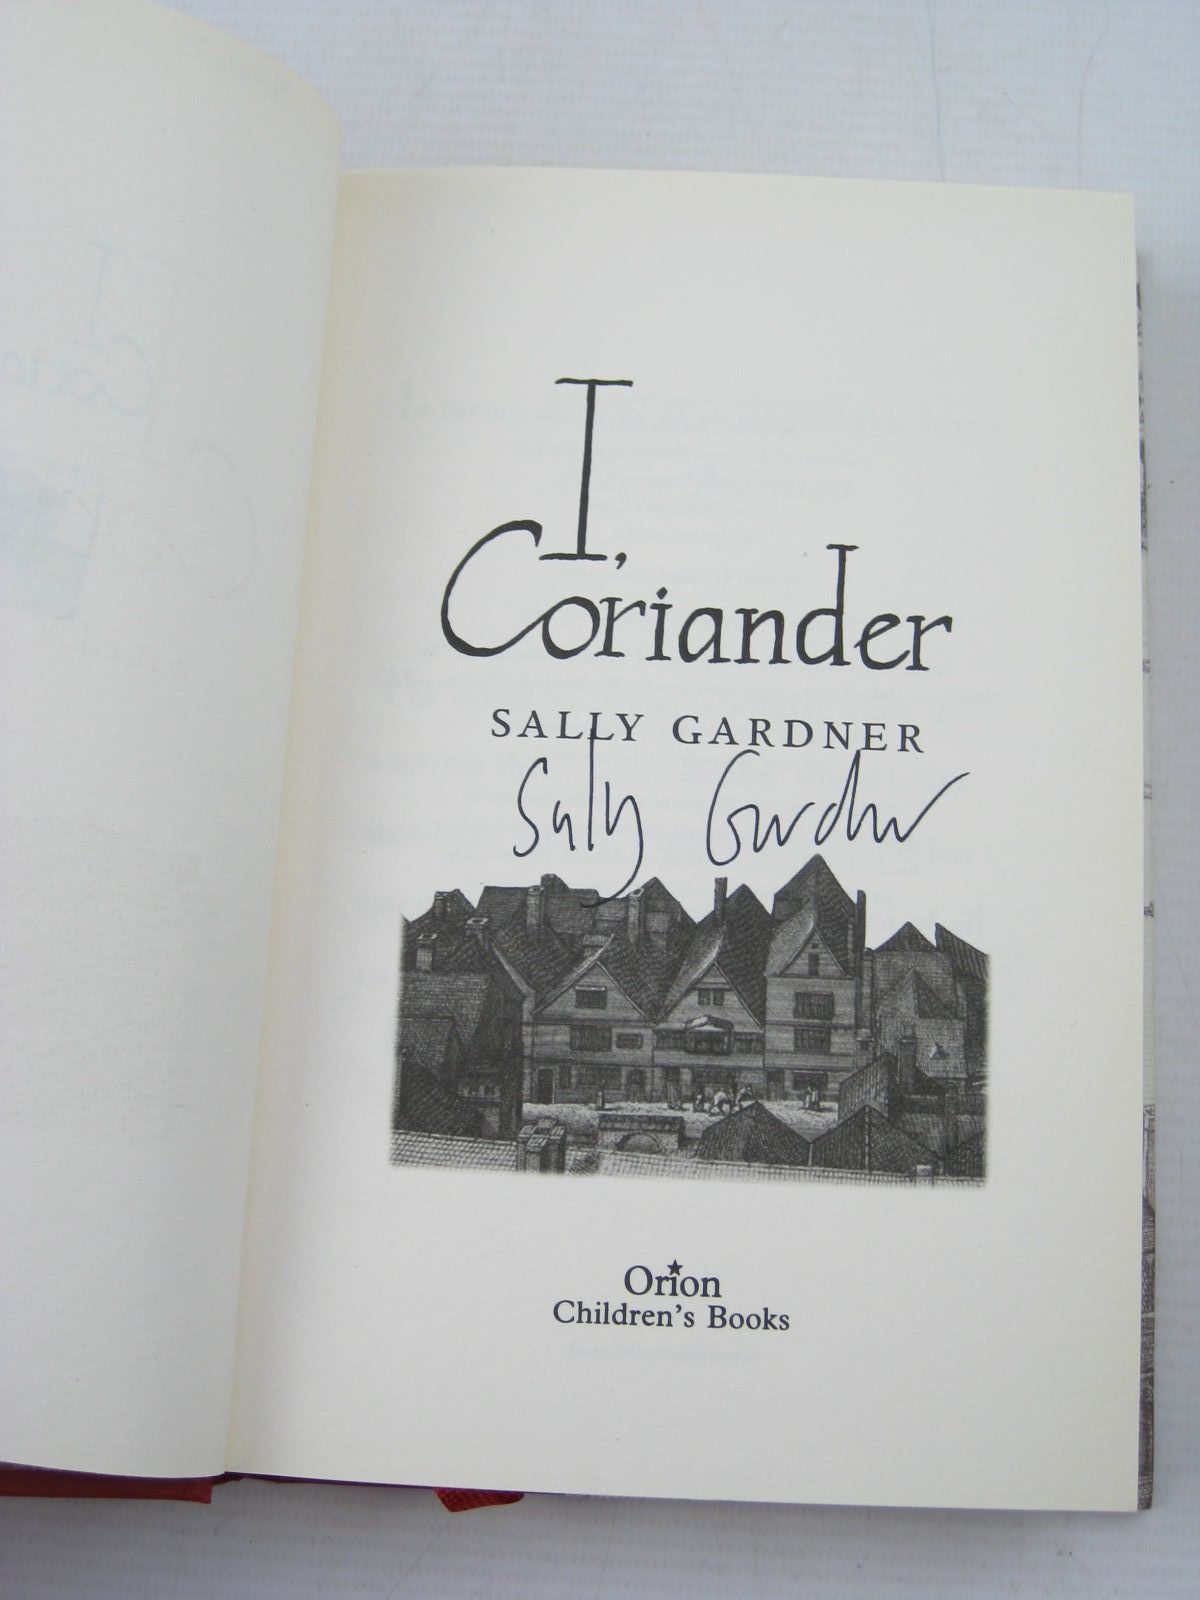 I,
Coriander
SALLY GARDNER
Sally Gardner
Orion
Children's Books